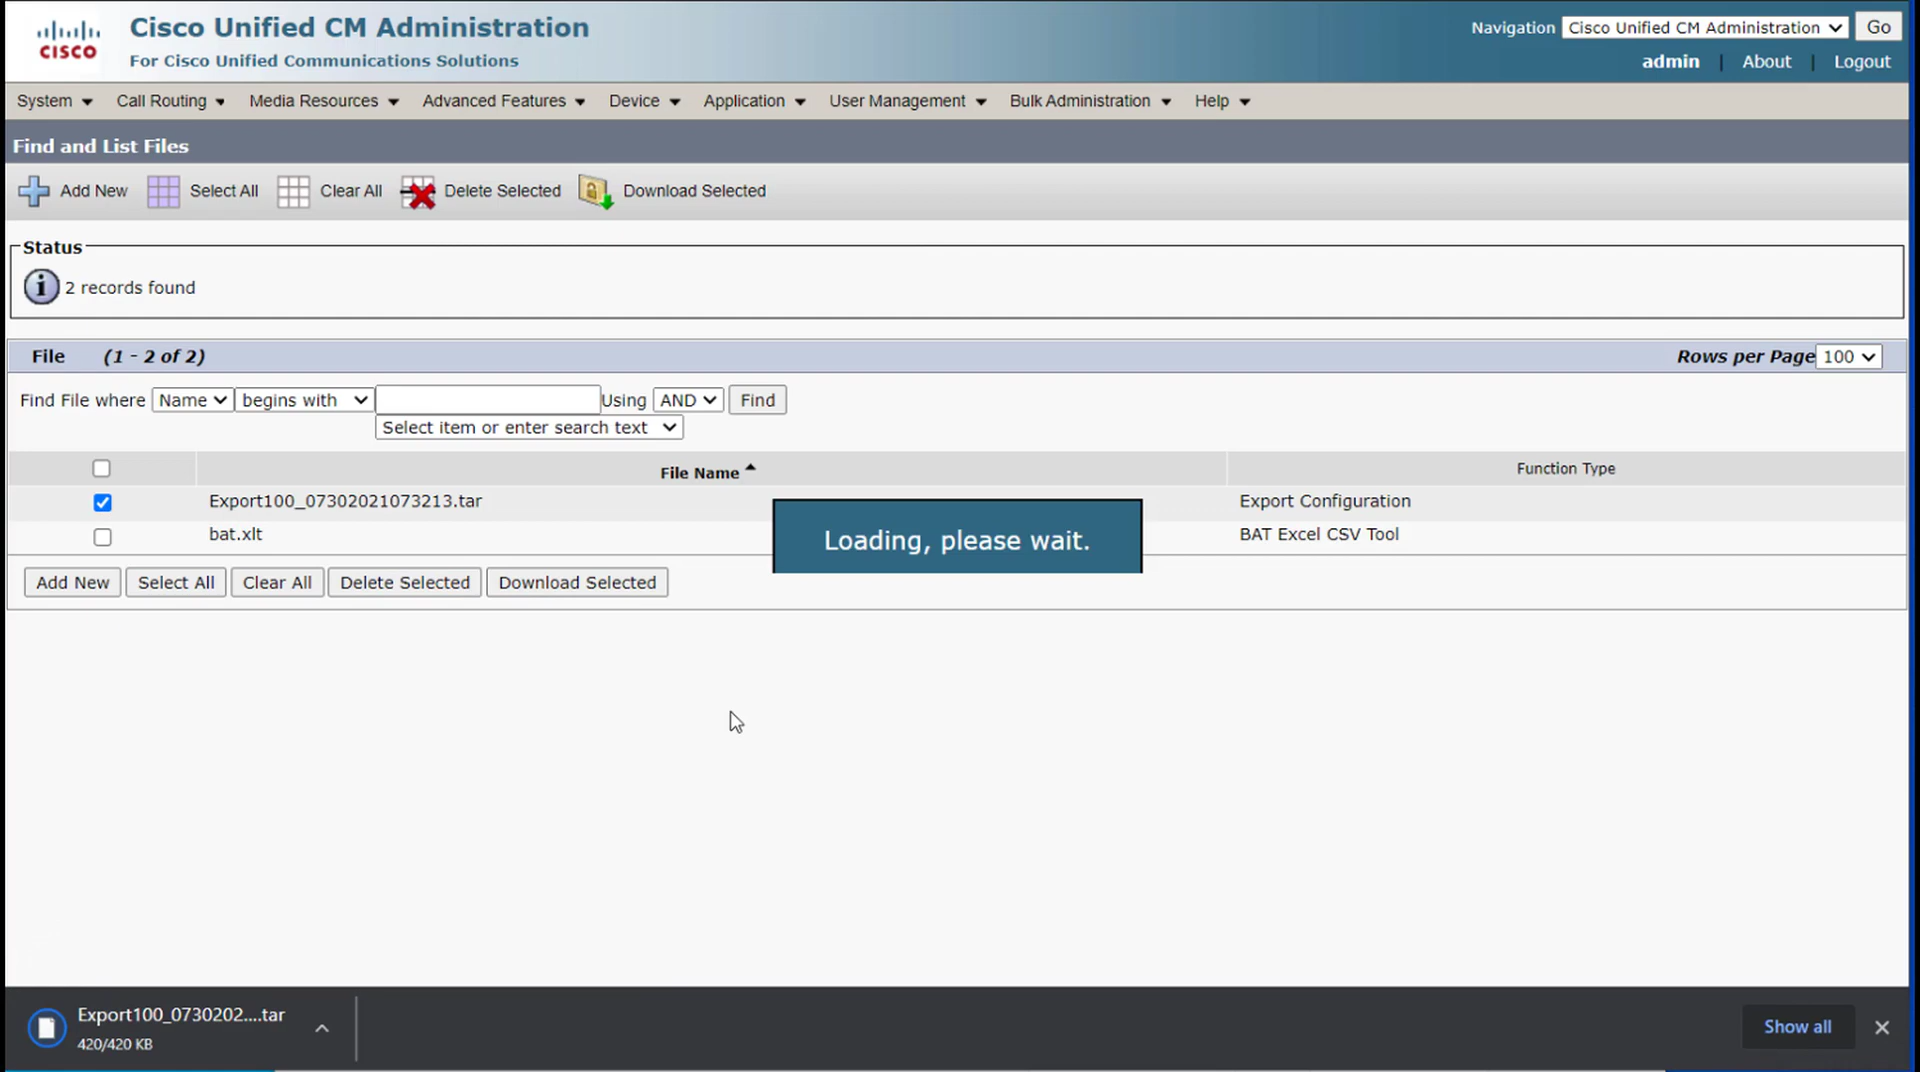 CISCO
Cisco Unified CM Administration
For Cisco Unified Communications Solutions
Navigation Cisco Unified CM Administration Go
admin | About | Logout
System Call Routing Media Resources Advanced Features Device Application User Management Bulk Administration Help
Find and List Files
Add New Select All Clear All Delete Selected Download Selected
Status
i 2 records found
File (1 - 2 of 2) Rows per Page 100
Find File where Name begins with Using AND Find
Select item or enter search text
File Name Function Type
Export100_07302021073213.tar Export Configuration
bat.xlt BAT Excel CSV Tool
Loading, please wait.
Add New Select All Clear All Delete Selected Download Selected
Export100_0730202....tar
420/420 KB
Show all